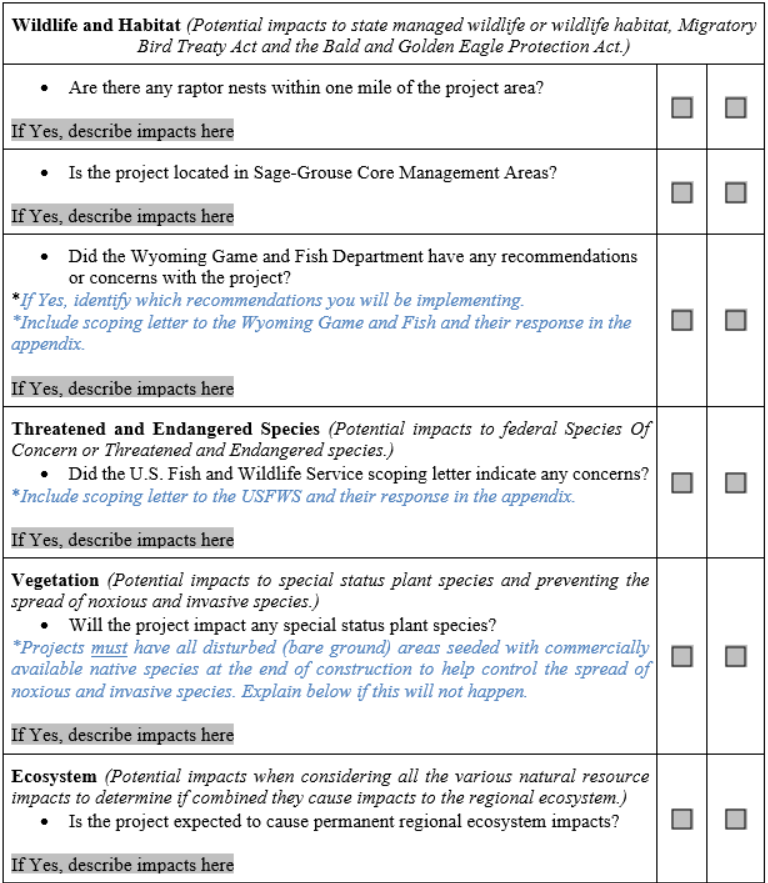 Wildlife and Habitat (Potential impacts to state managed wildlife or wildlife habitat, Migratory
Bird Treaty Act and the Bald and Golden Eagle Protection Act.)
• Are there any raptor nests within one mile of the project area?
If Yes, describe impacts here
• Is the project located in Sage-Grouse Core Management Areas?
If Yes, describe impacts here
• Did the Wyoming Game and Fish Department have any recommendations
or concerns with the project?
*If Yes, identify which recommendations you will be implementing.
*Include scoping letter to the Wyoming Game and Fish and their response in the
appendix.
If Yes, describe impacts here
Threatened and Endangered Species (Potential impacts to federal Species Of
Concern or Threatened and Endangered species.)
• Did the U.S. Fish and Wildlife Service scoping letter indicate any concerns?
*Include scoping letter to the USFWS and their response in the appendix.
If Yes, describe impacts here
Vegetation (Potential impacts to special status plant species and preventing the
spread of noxious and invasive species.)
• Will the project impact any special status plant species?
*Projects must have all disturbed (bare ground) areas seeded with commercially
available native species at the end of construction to help control the spread of
noxious and invasive species. Explain below if this will not happen.
If Yes, describe impacts here
Ecosystem (Potential impacts when considering all the various natural resource
impacts to determine if combined they cause impacts to the regional ecosystem.)
• Is the project expected to cause permanent regional ecosystem impacts?
If Yes, describe impacts here